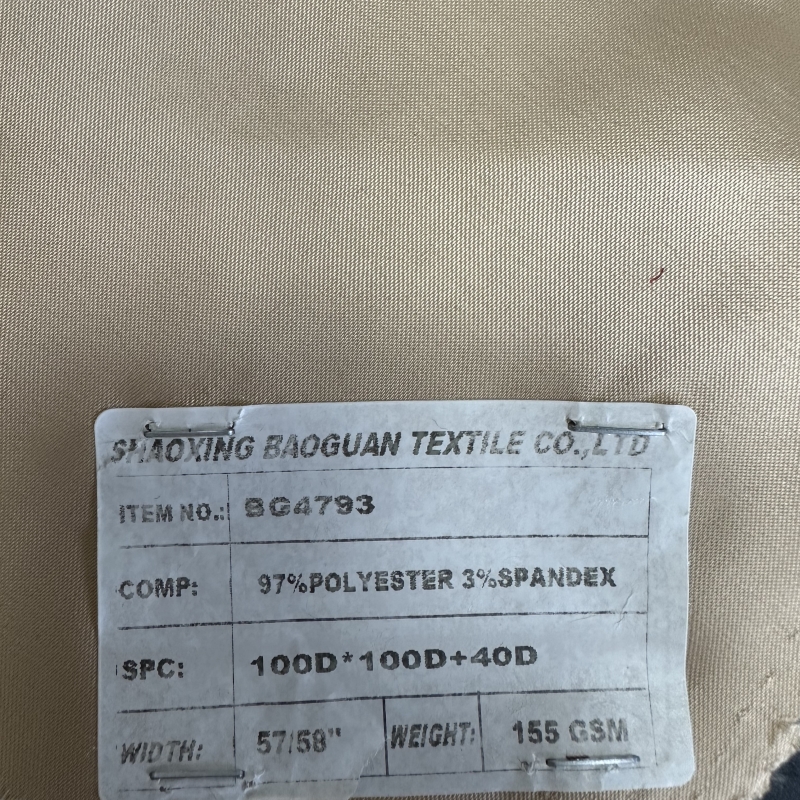 SHAOXING BAOGUAN TEXTILE CO.,LTD
ITEM NO.: BG4793
COMP: 97%POLYESTER 3%SPANDEX
SPC: 100D*100D+40D
WIDTH: 57/58" WEIGHT: 155 GSM